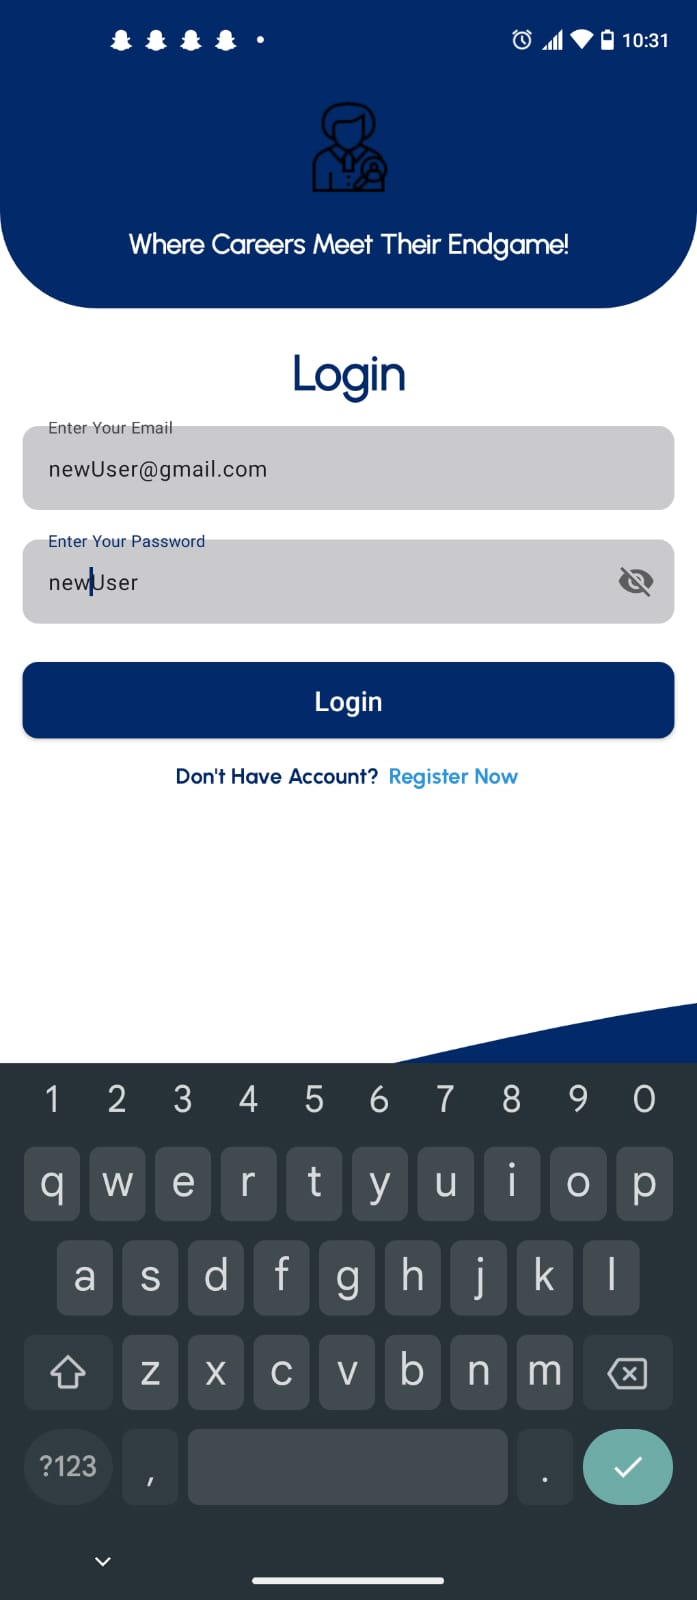 10:31
Where Careers Meet Their Endgame!
Login
Enter Your Email
newUser@gmail.com
Enter Your Password
newUser
Login
Don't Have Account? Register Now
1 2 3 4 5 6 7 8 9 0
q w e r t y u i o p
a s d f g h j k l
z x c v b n m
?123 , .